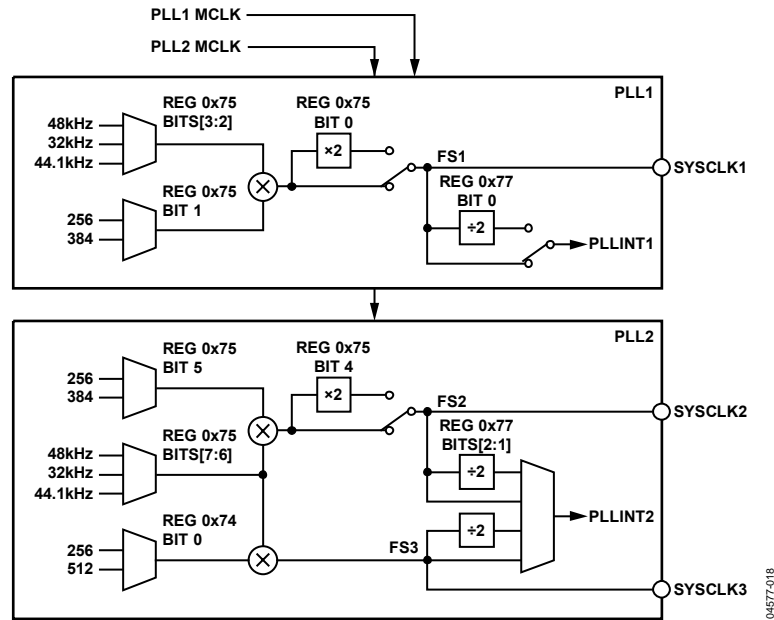 PLL1 MCLK
PLL2 MCLK
PLL1
REG 0x75
BITS[3:2]
48kHz
32kHz
44.1kHz
REG 0x75
BIT 1
256
384
×
REG 0x75
BIT 0
×2
FS1
SYSCLK1
REG 0x77
BIT 0
÷2
PLLINT1
PLL2
REG 0x75
BIT 5
256
384
REG 0x75
BIT 4
×2
×
FS2
SYSCLK2
REG 0x75
BITS[7:6]
48kHz
32kHz
44.1kHz
REG 0x77
BITS[2:1]
÷2
÷2
PLLINT2
REG 0x74
BIT 0
256
512
×
FS3
SYSCLK3
04577-018